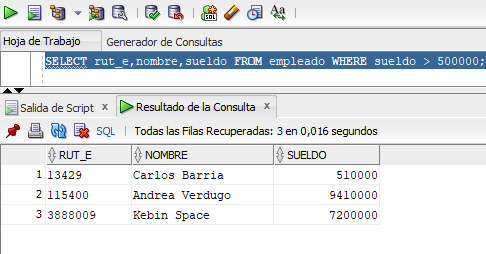 Hoja de Trabajo Generador de Consultas
SELECT rut_e,nombre,sueldo FROM empleado WHERE sueldo > 500000;
Salida de Script x Resultado de la Consulta x
SQL | Todas las Filas Recuperadas: 3 en 0,016 segundos
RUT_E NOMBRE SUELDO
1 13429 Carlos Barria 510000
2 115400 Andrea Verdugo 9410000
3 3888009 Kebin Space 7200000